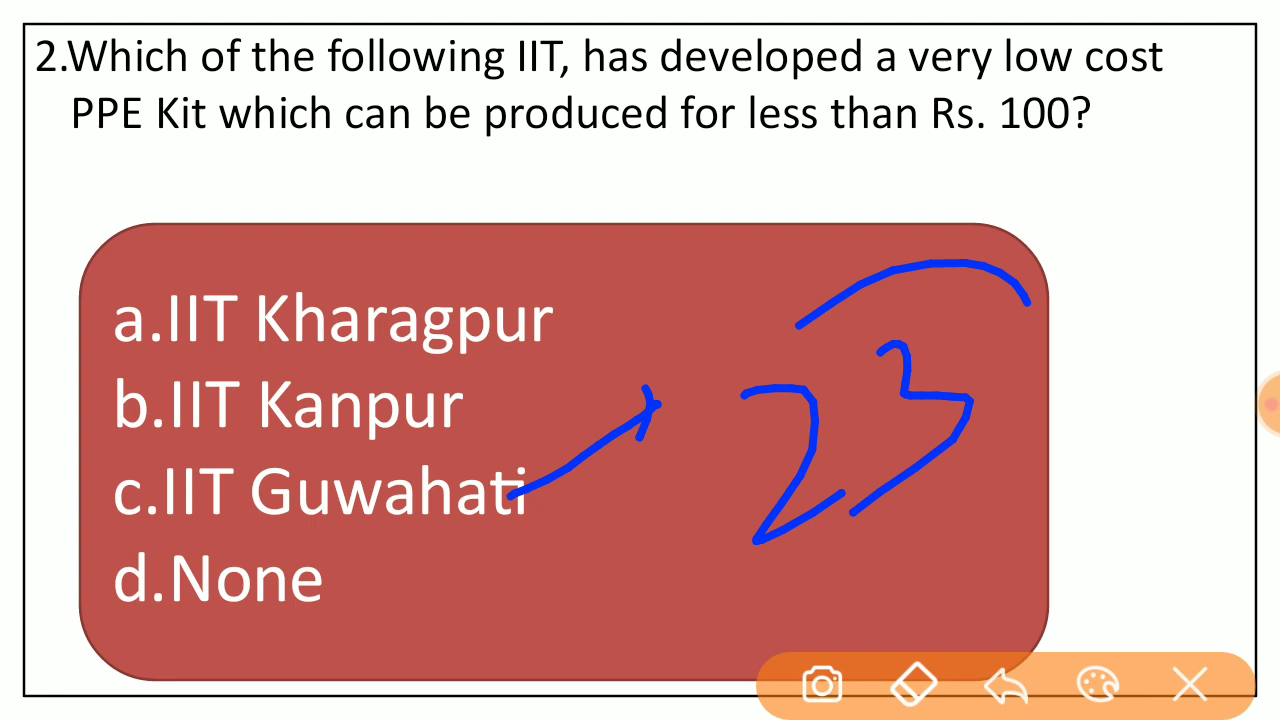 2.Which of the following IIT, has developed a very low cost
PPE Kit which can be produced for less than Rs. 100?
a.IIT Kharagpur
b.IIT Kanpur
c.IIT Guwahati
d.None
23